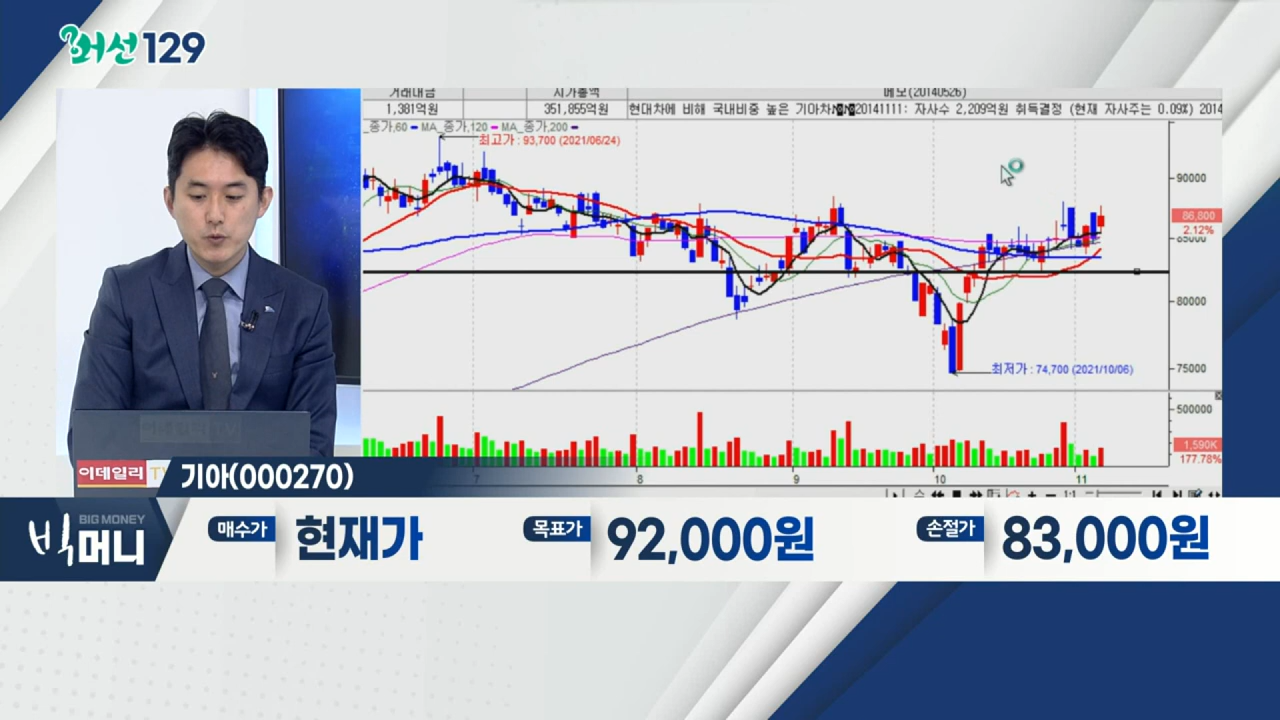 머선129
거래대금 시가총액 메모(20140526)
1,381억원 351,855억원 현대차에 비해 국내비중 높은 기아차 20141111: 자사수 2,209억원 취득결정 (현재 자사주는 0.09%) 2014
_종가,60 MA_종가,120 MA_종가,200
최고가 : 93,700 (2021/06/24)
90000
86,800
2.12%
85000
80000
최저가 : 74,700 (2021/10/06)
75000
500000
1,590K
177.78%
7 8 9 10 11
1:1
이데일리 TV
기아(000270)
BIG MONEY
빅머니
매수가 현재가 목표가 92,000원 손절가 83,000원